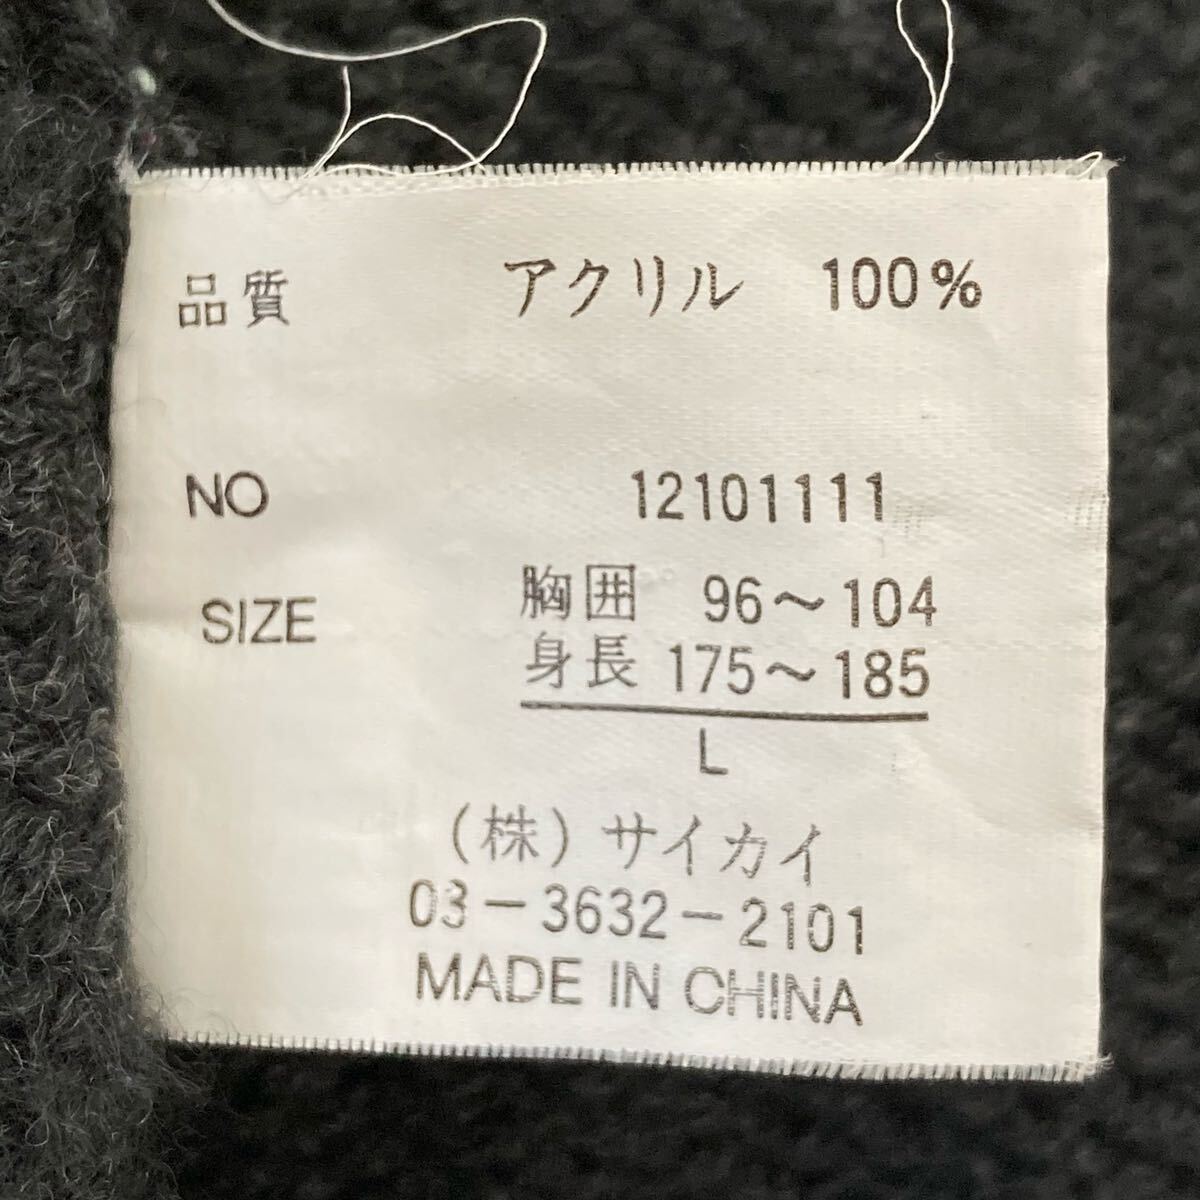 品質 アクリル 100%
NO 12101111
SIZE 胸囲 96～104
身長 175～185
L
(株)サイカイ
03-3632-2101
MADE IN CHINA